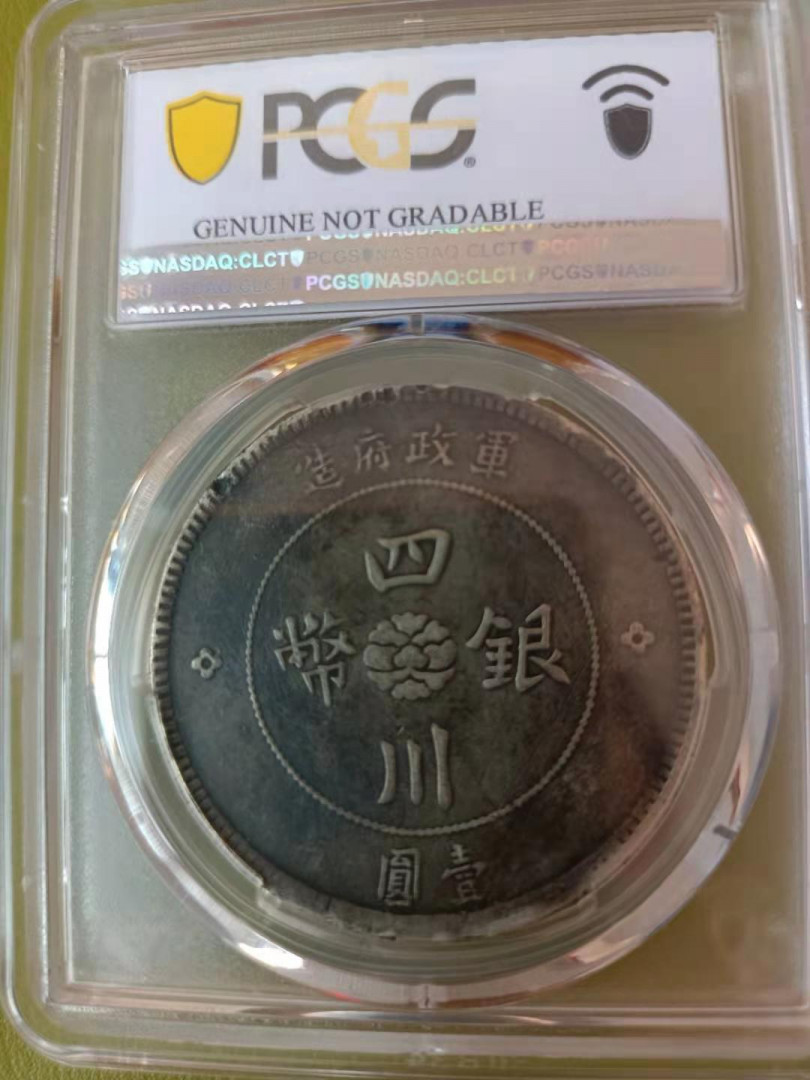 PCGS®
GENUINE NOT GRADABLE
NASDAQ:CLCT PCGS NASDAQ:CLCT PCGS NASDA
軍政府造
四川
銀幣
壹圓